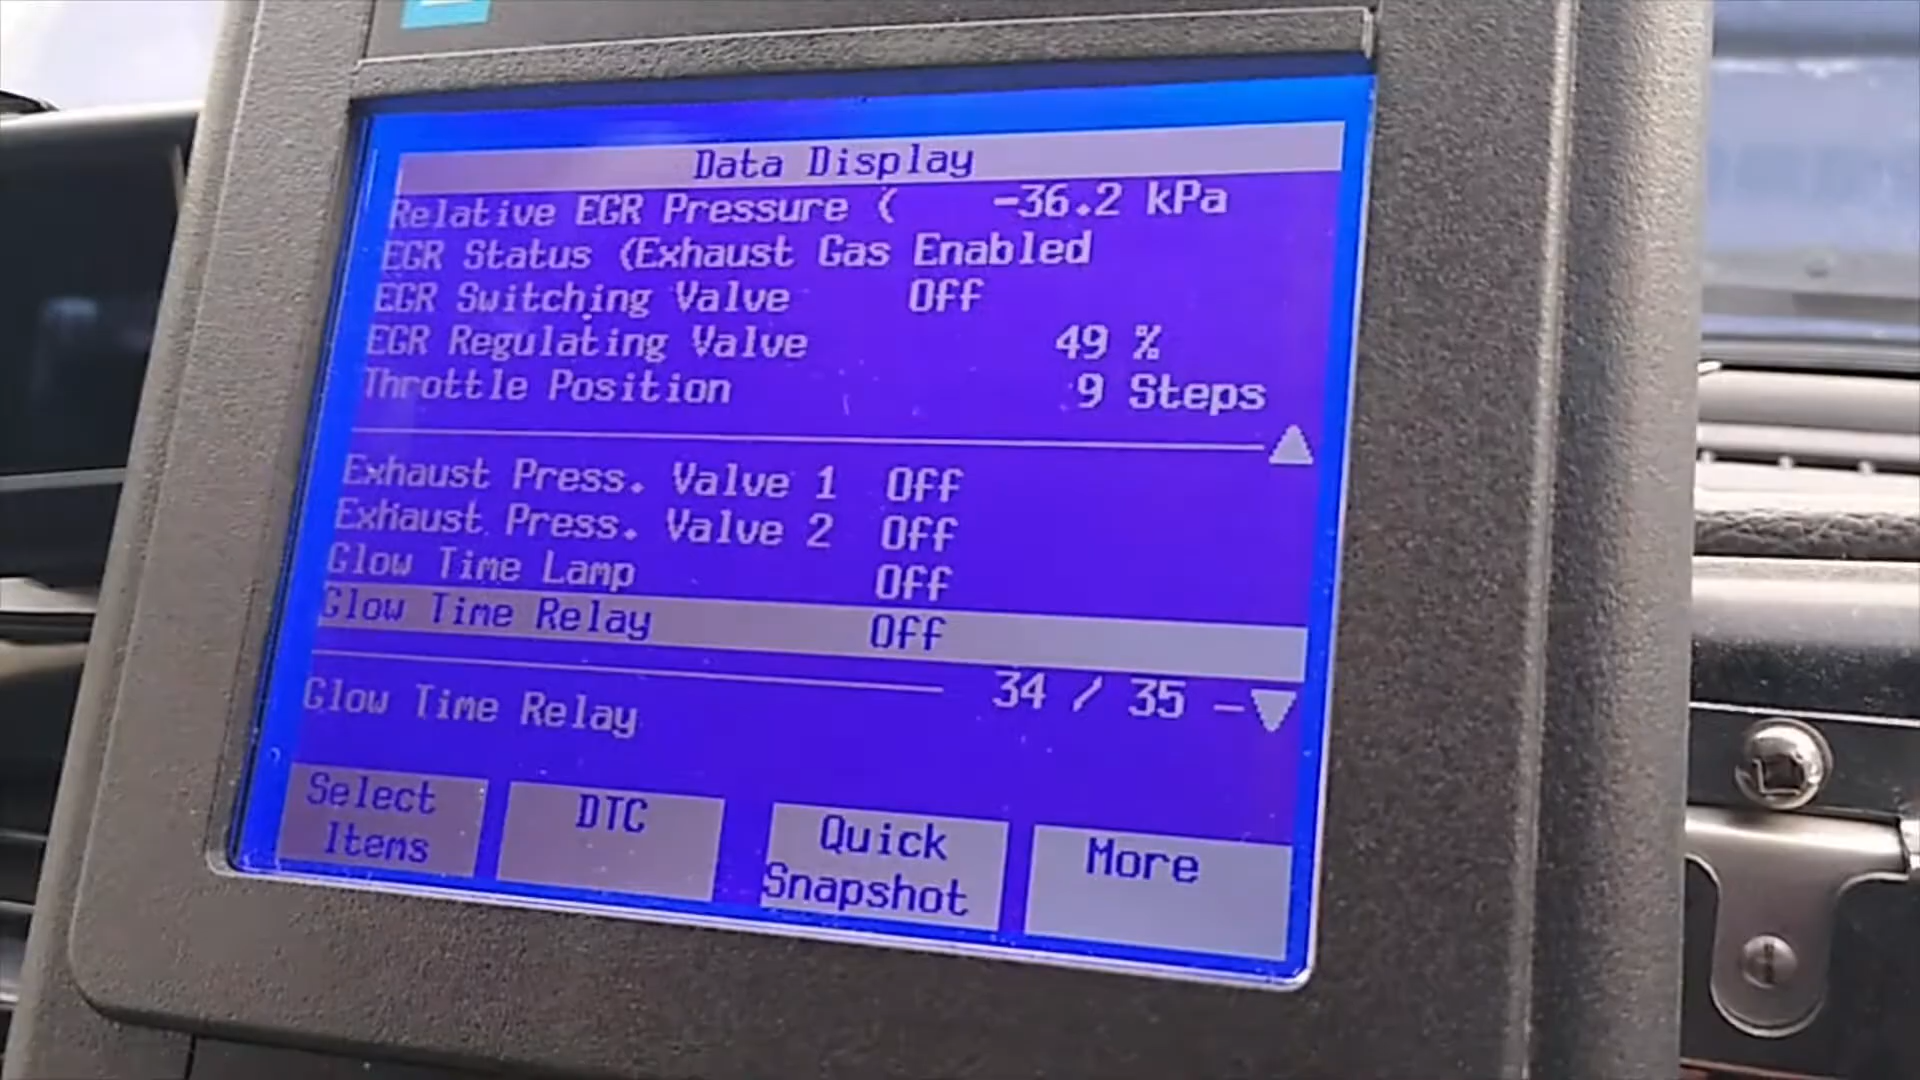 Data Display
Relative EGR Pressure ( -36.2 kPa
EGR Status (Exhaust Gas Enabled
EGR Switching Valve Off
EGR Regulating Valve 49 %
Throttle Position 9 Steps
Exhaust Press. Valve 1 Off
Exhaust Press. Valve 2 Off
Glow Time Lamp Off
Glow Time Relay Off
34 / 35
Glow Time Relay
Select Items
DTC
Quick Snapshot
More